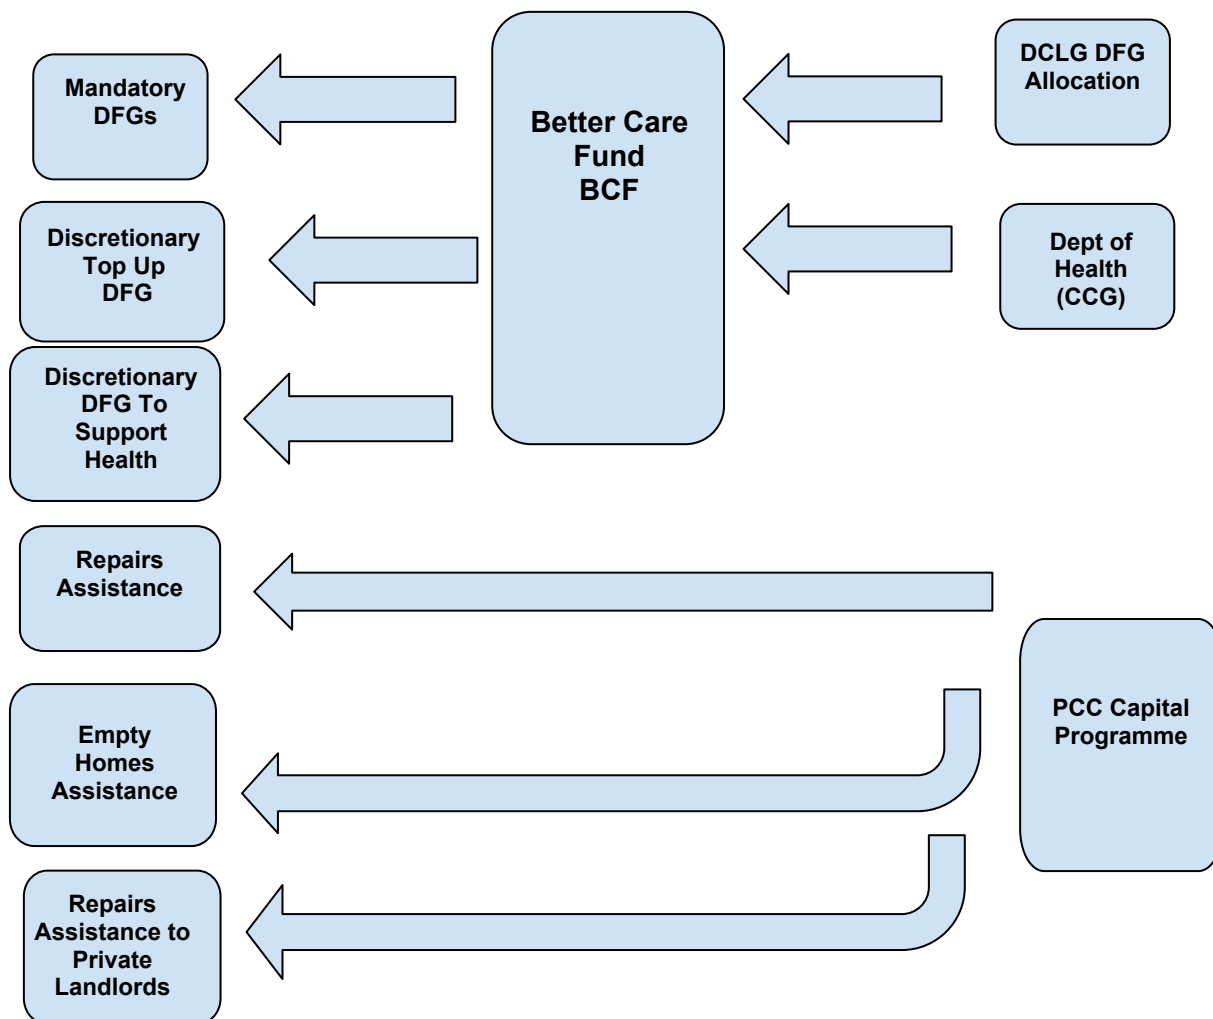 Mandatory
DFGs
Better Care
Fund
BCF
DCLG DFG
Allocation
Discretionary
Top Up
DFG
Dept of
Health
(CCG)
Discretionary
DFG To
Support
Health
Repairs
Assistance
PCC Capital
Programme
Empty
Homes
Assistance
Repairs
Assistance to
Private
Landlords